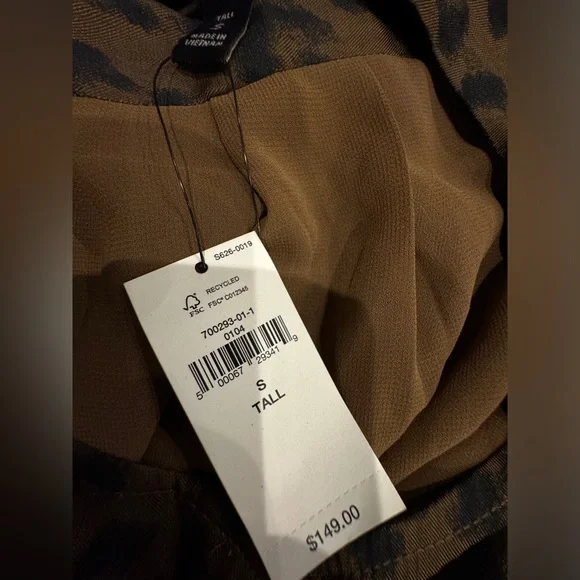 TALL
S
MADE IN
VIETNAM
S626-0019
RECYCLED
FSC® C012345
FSC
700293-01-1
0104
5 00067 29341 9
S
TALL
$149.00